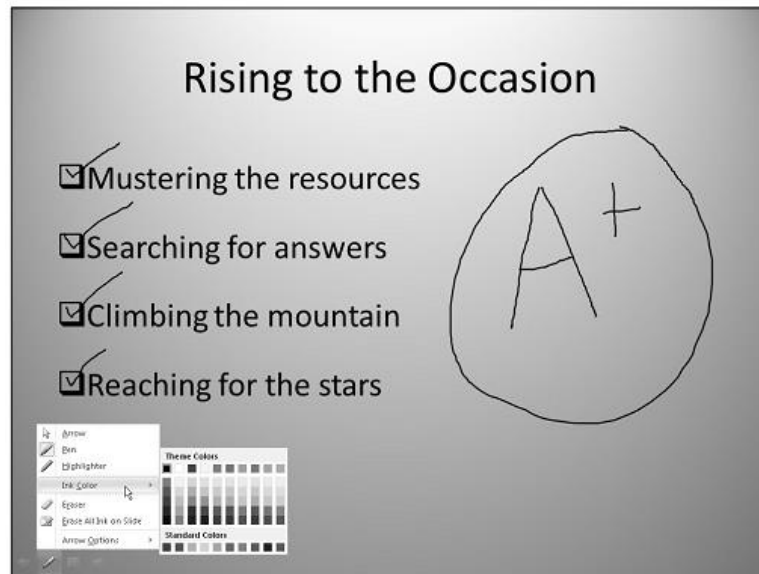 Rising to the Occasion
Mustering the resources
Searching for answers
Climbing the mountain
Reaching for the stars
A+
Arrow
Pen
Highlighter
Ink Color
Eraser
Erase All Ink on Slide
Arrow Options
Theme Colors
Standard Colors